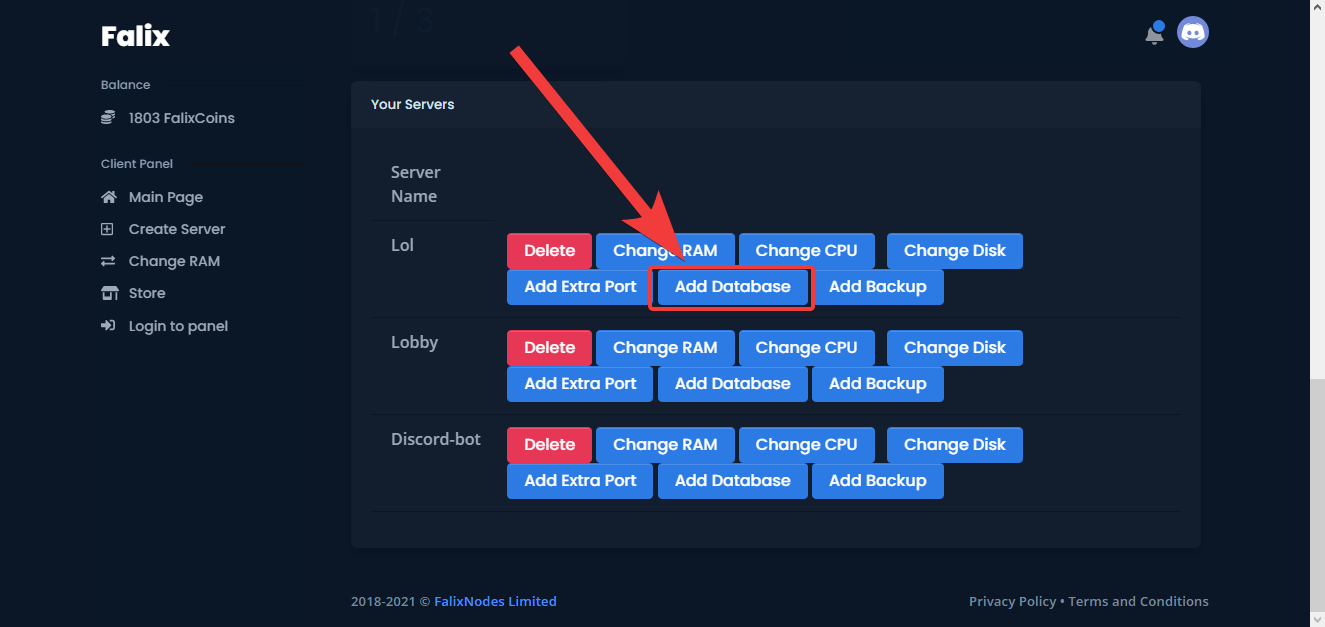 1 / 3
Falix
Balance
1803 FalixCoins
Client Panel
Main Page
Create Server
Change RAM
Store
Login to panel
Your Servers
Server
Name
Lol
Delete Change RAM Change CPU Change Disk
Add Extra Port Add Database Add Backup
Lobby
Delete Change RAM Change CPU Change Disk
Add Extra Port Add Database Add Backup
Discord-bot
Delete Change RAM Change CPU Change Disk
Add Extra Port Add Database Add Backup
2018-2021 © FalixNodes Limited
Privacy Policy • Terms and Conditions